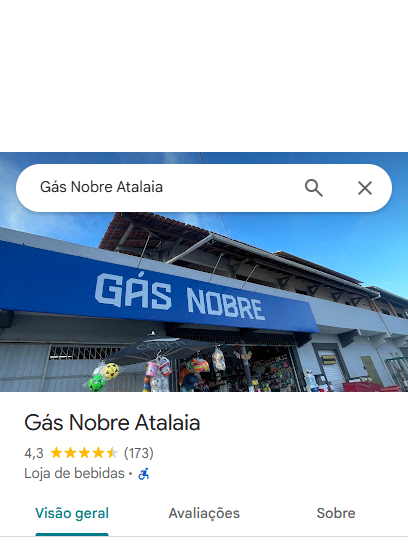 Gás Nobre Atalaia
GÁS NOBRE
Gás Nobre Atalaia
4,3 (173)
Loja de bebidas ·
Visão geral Avaliações Sobre